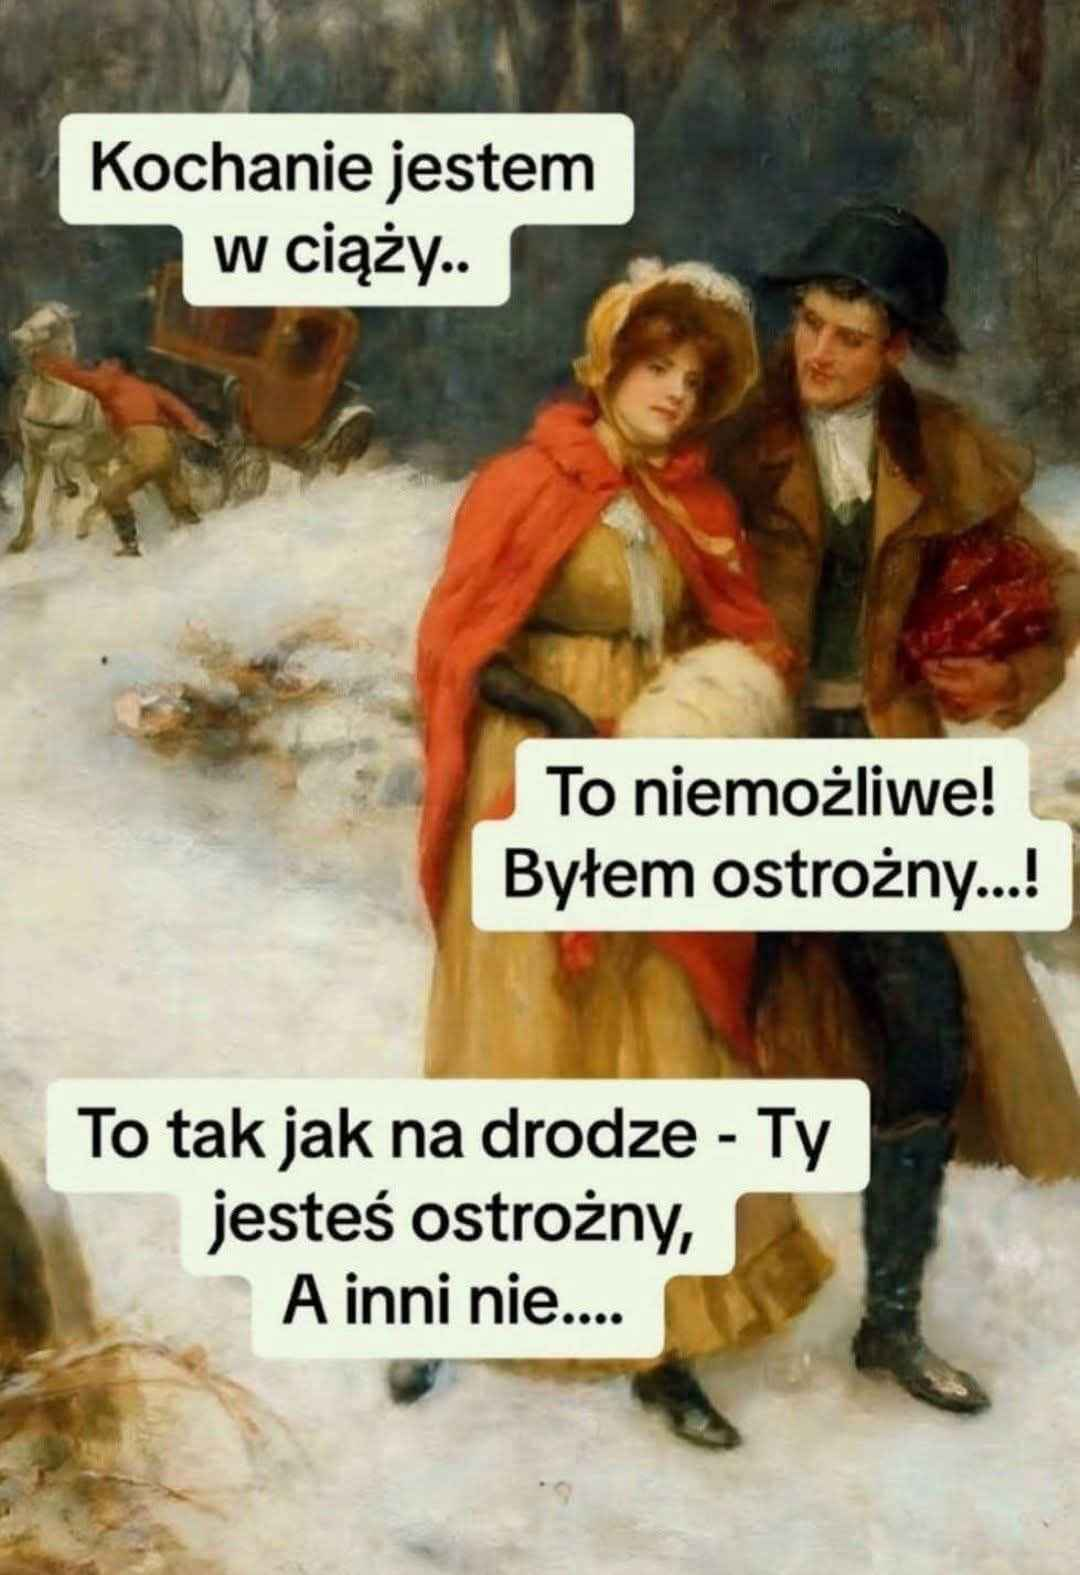 Kochanie jestem
w ciąży..
To niemożliwe!
Byłem ostrożny...!
To tak jak na drodze - Ty
jesteś ostrożny,
A inni nie....